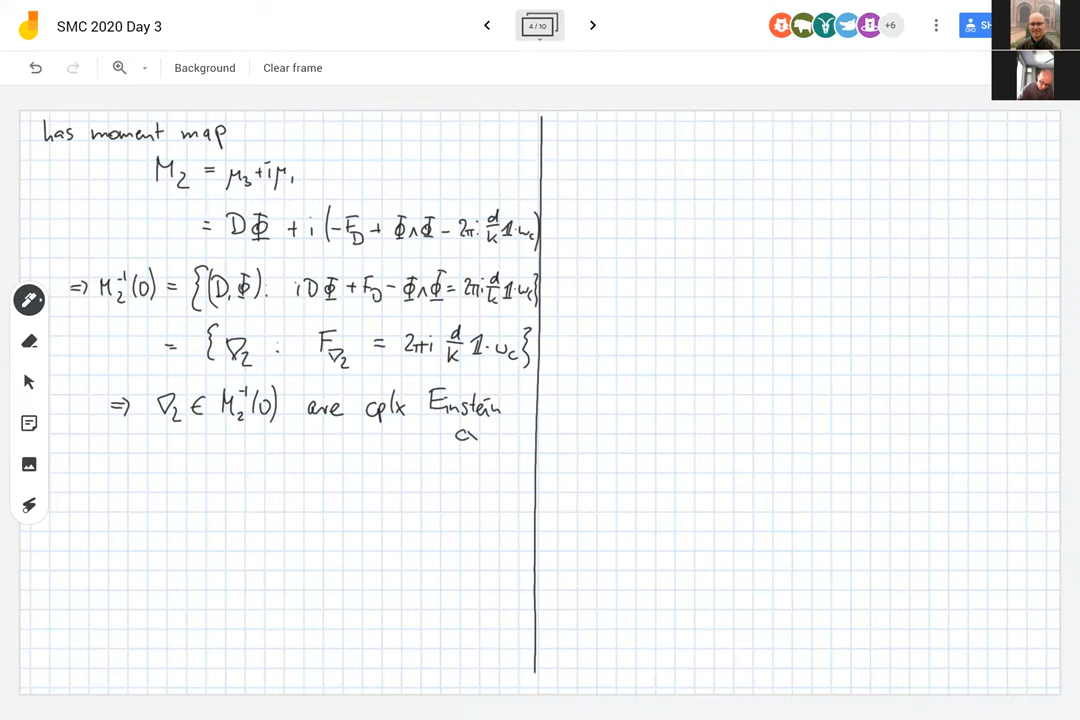 SMC 2020 Day 3
4 / 10
+6
Background
Clear frame
has moment map
M₂ = μ₃ + iμ₁
= DΦ + i(-F_D + Φ∧Φ - 2πi d/k 𝟙·ω_C)
⇒ M₂⁻¹(0) = {(D,Φ): iDΦ + F_D - Φ∧Φ = 2πi d/k 𝟙·ω_C}
= {∇₂ : F_∇₂ = 2πi d/k 𝟙·ω_C}
⇒ ∇₂ ∈ M₂⁻¹(0) are cplx Einstein